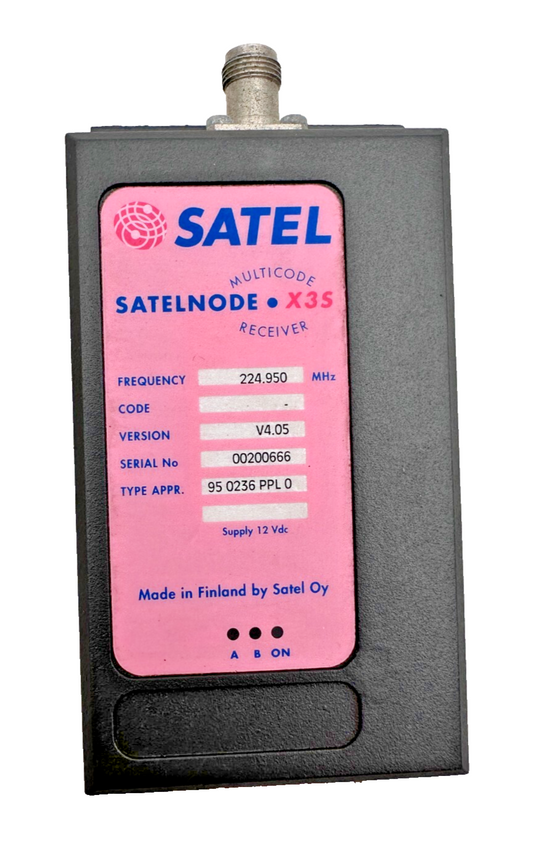 SATEL
MULTICODE
SATELNODE • X3S
RECEIVER
FREQUENCY 224.950 MHz
CODE -
VERSION V4.05
SERIAL No 00200666
TYPE APPR. 95 0236 PPL 0
Supply 12 Vdc
Made in Finland by Satel Oy
A B ON